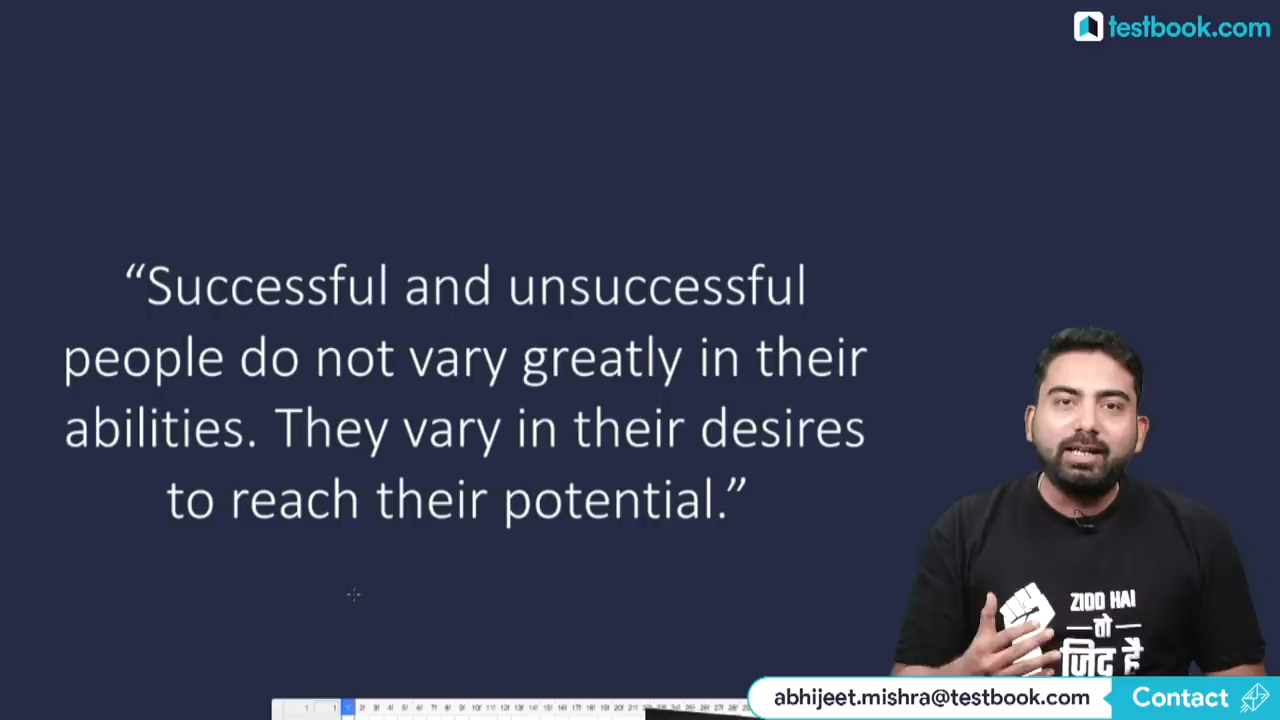 testbook.com
“Successful and unsuccessful
people do not vary greatly in their
abilities. They vary in their desires
to reach their potential.”
ZIDD HAI
तो
जिद है
abhijeet.mishra@testbook.com
Contact